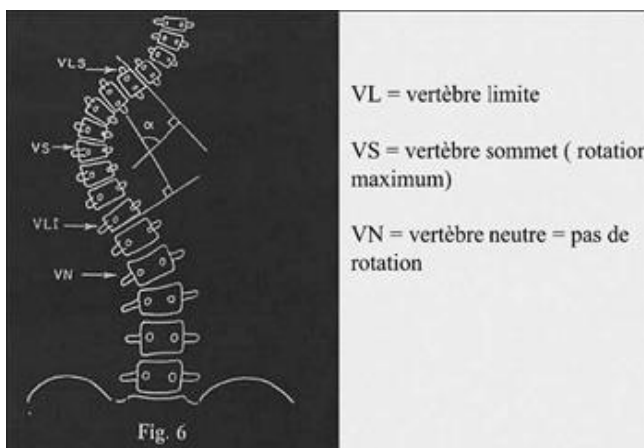 VLS
α
VS
VLI
VN
Fig. 6
VL = vertèbre limite
VS = vertèbre sommet ( rotation
maximum)
VN = vertèbre neutre = pas de
rotation